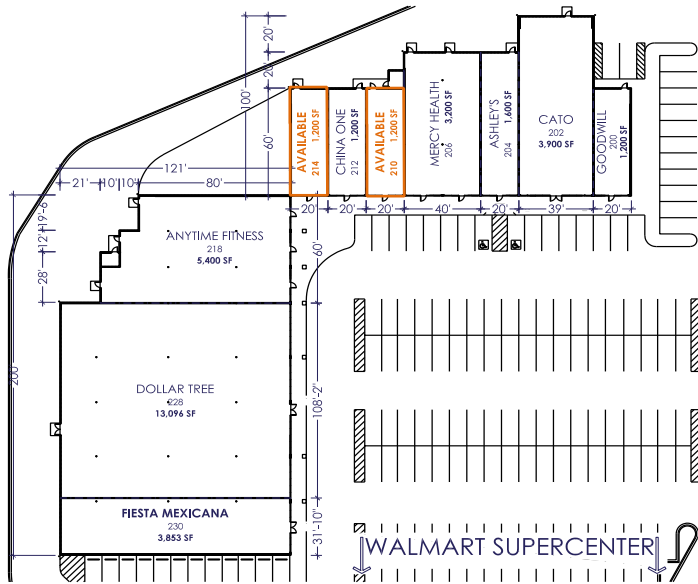 20'
20'
100'
60'
121'
21'
10'
10'
80'
AVAILABLE
1,200 SF
214
CHINA ONE
1,200 SF
212
AVAILABLE
1,200 SF
210
MERCY HEALTH
3,200 SF
206
ASHLEY'S
1,600 SF
204
CATO
202
3,900 SF
GOODWILL
200
1,200 SF
20'
20'
20'
40'
20'
39'
20'
19'-6"
12'
28'
200'
ANYTIME FITNESS
218
5,400 SF
60'
DOLLAR TREE
228
13,096 SF
108'-2"
FIESTA MEXICANA
230
3,853 SF
31'-10"
WALMART SUPERCENTER